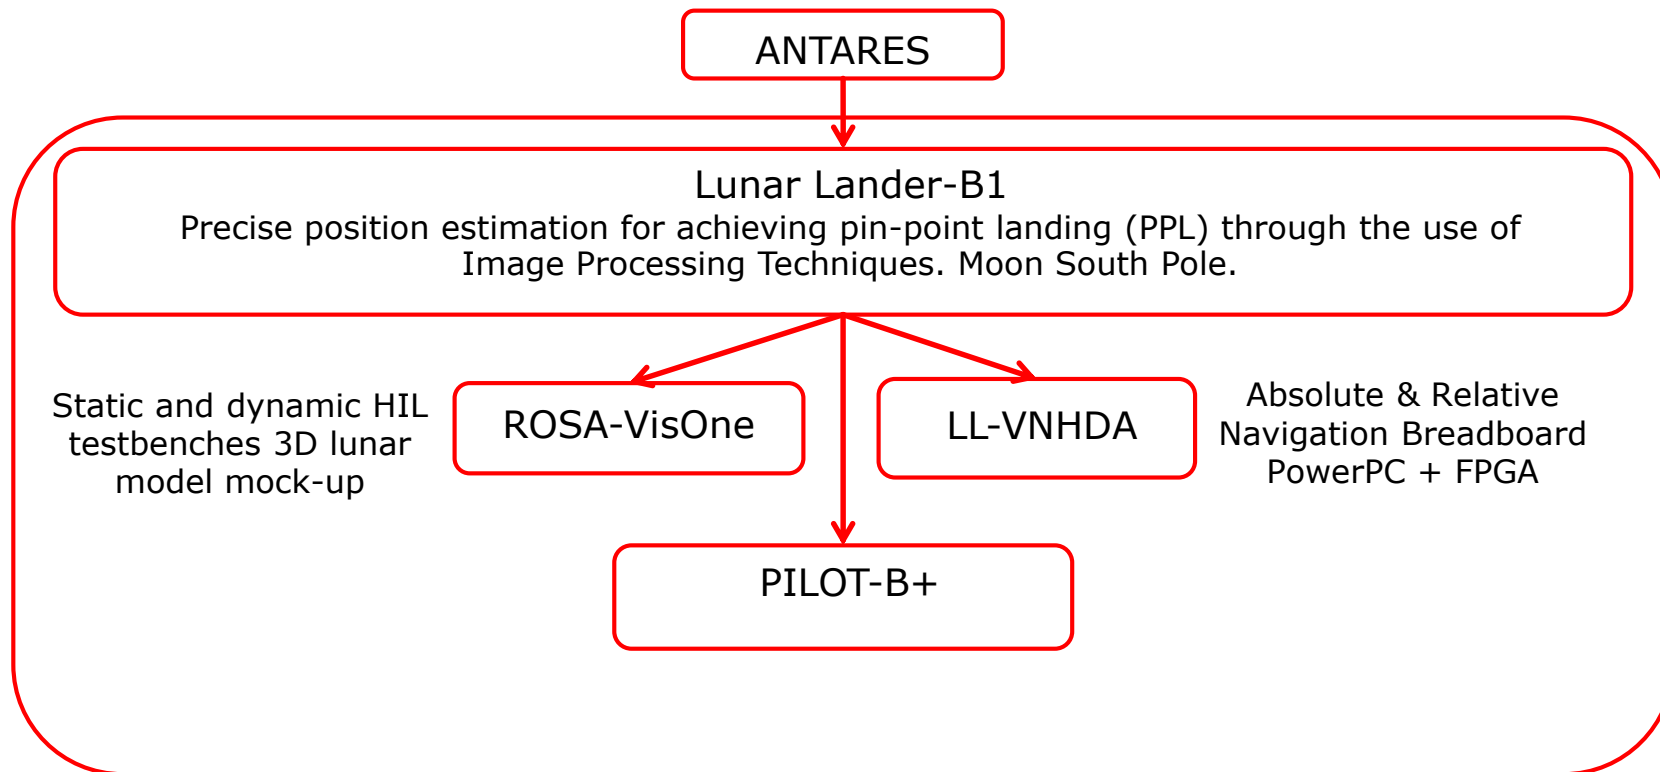 ANTARES
Lunar Lander-B1
Precise position estimation for achieving pin-point landing (PPL) through the use of
Image Processing Techniques. Moon South Pole.
Static and dynamic HIL
testbenches 3D lunar
model mock-up
ROSA-VisOne
LL-VNHDA
Absolute & Relative
Navigation Breadboard
PowerPC + FPGA
PILOT-B+